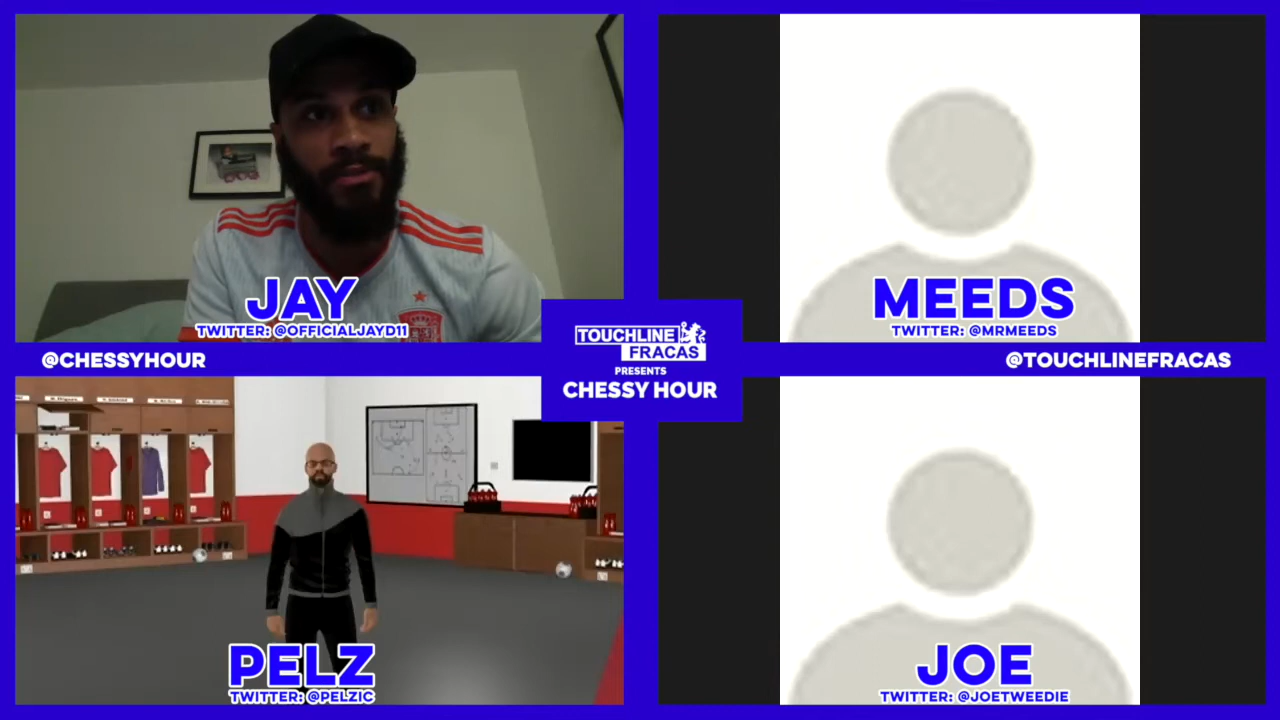 JAY
TWITTER: @OFFICIALJAYD11
MEEDS
TWITTER: @MRMEEDS
@CHESSYHOUR
TOUCHLINE
FRACAS
PRESENTS
CHESSY HOUR
@TOUCHLINEFRACAS
PELZ
TWITTER: @PELZIC
JOE
TWITTER: @JOETWEEDIE